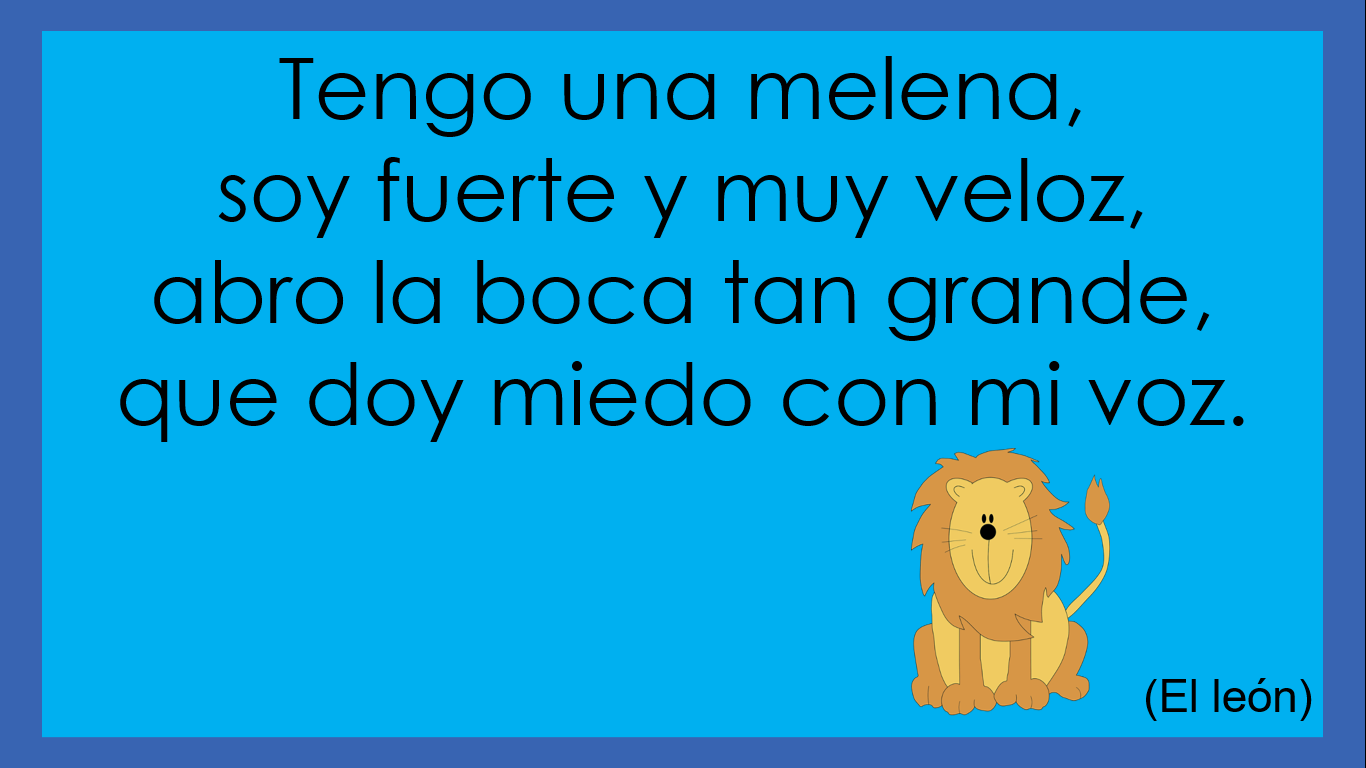 Tengo una melena,
soy fuerte y muy veloz,
abro la boca tan grande,
que doy miedo con mi voz.
(El león)